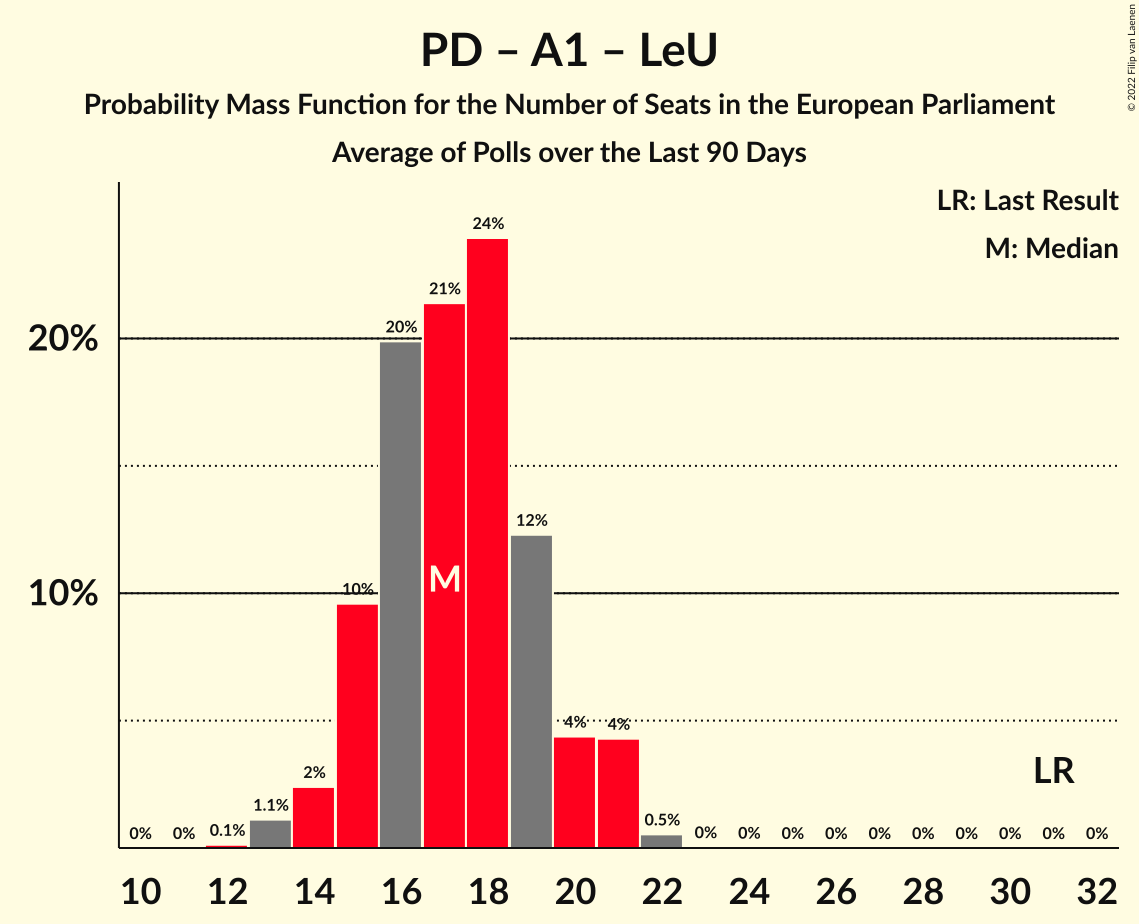 PD – A1 – LeU
Probability Mass Function for the Number of Seats in the European Parliament
Average of Polls over the Last 90 Days
© 2022 Filip van Laenen
LR: Last Result
M: Median
20%
10%
0% 0% 0.1% 1.1% 2% 10% 20% 21% 24% 12% 4% 4% 0.5% 0% 0% 0% 0% 0% 0% 0% 0% 0% 0%
M
LR
10 12 14 16 18 20 22 24 26 28 30 32